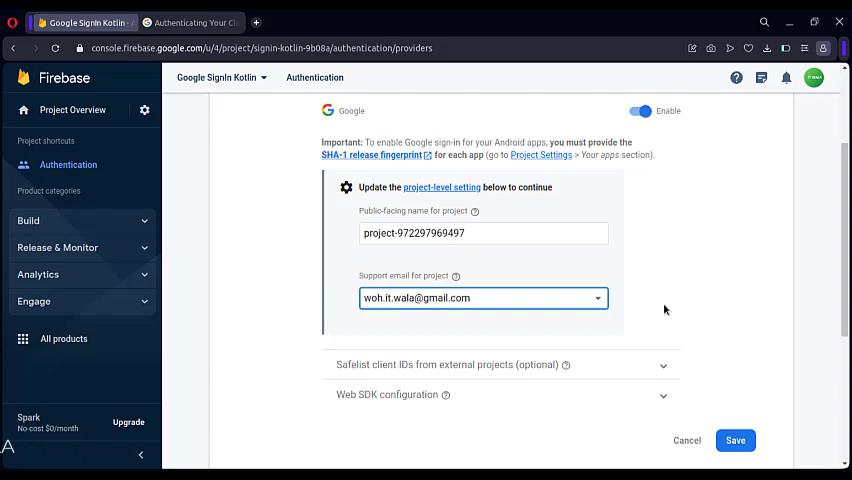 Google SignIn Kotlin - A
Authenticating Your Cli
console.firebase.google.com/u/4/project/signin-kotlin-9b08a/authentication/providers
Firebase
Google SignIn Kotlin
Authentication
IT WALA
Project Overview
Project shortcuts
Authentication
Product categories
Build
Release & Monitor
Analytics
Engage
All products
Spark
No-cost $0/month
Upgrade
A
Google
Enable
Important: To enable Google sign-in for your Android apps, you must provide the
SHA-1 release fingerprint for each app (go to Project Settings > Your apps section).
Update the project-level setting below to continue
Public-facing name for project
project-972297969497
Support email for project
woh.it.wala@gmail.com
Safelist client IDs from external projects (optional)
Web SDK configuration
Cancel
Save